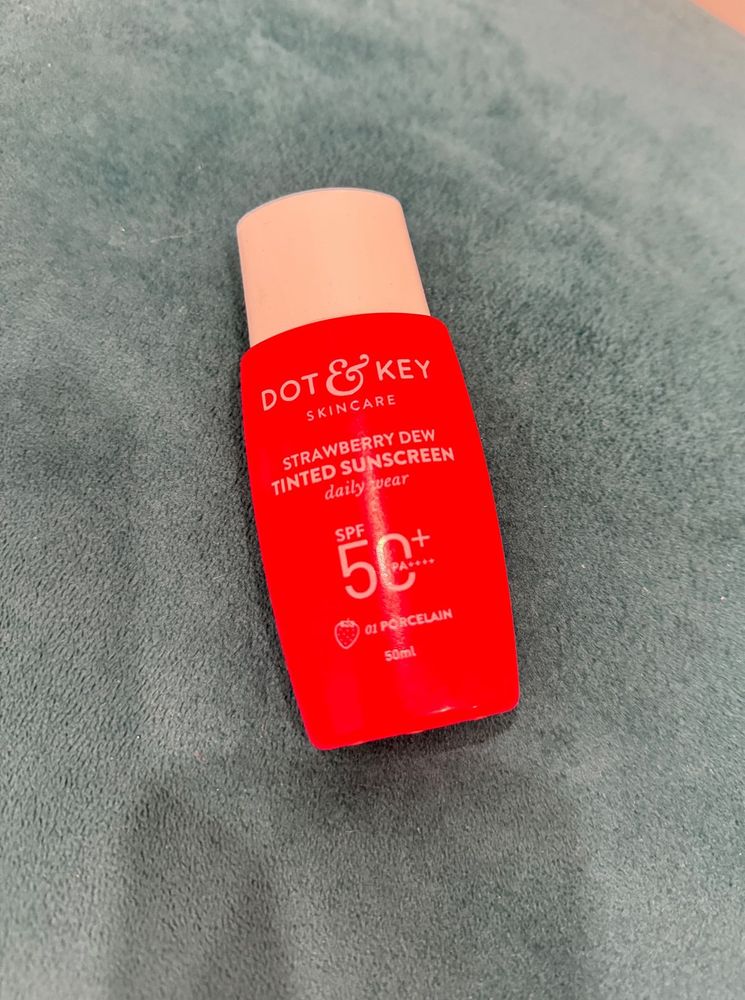 DOT & KEY
SKINCARE
STRAWBERRY DEW
TINTED SUNSCREEN
daily wear
SPF
50+
PA++++
01 PORCELAIN
50ml